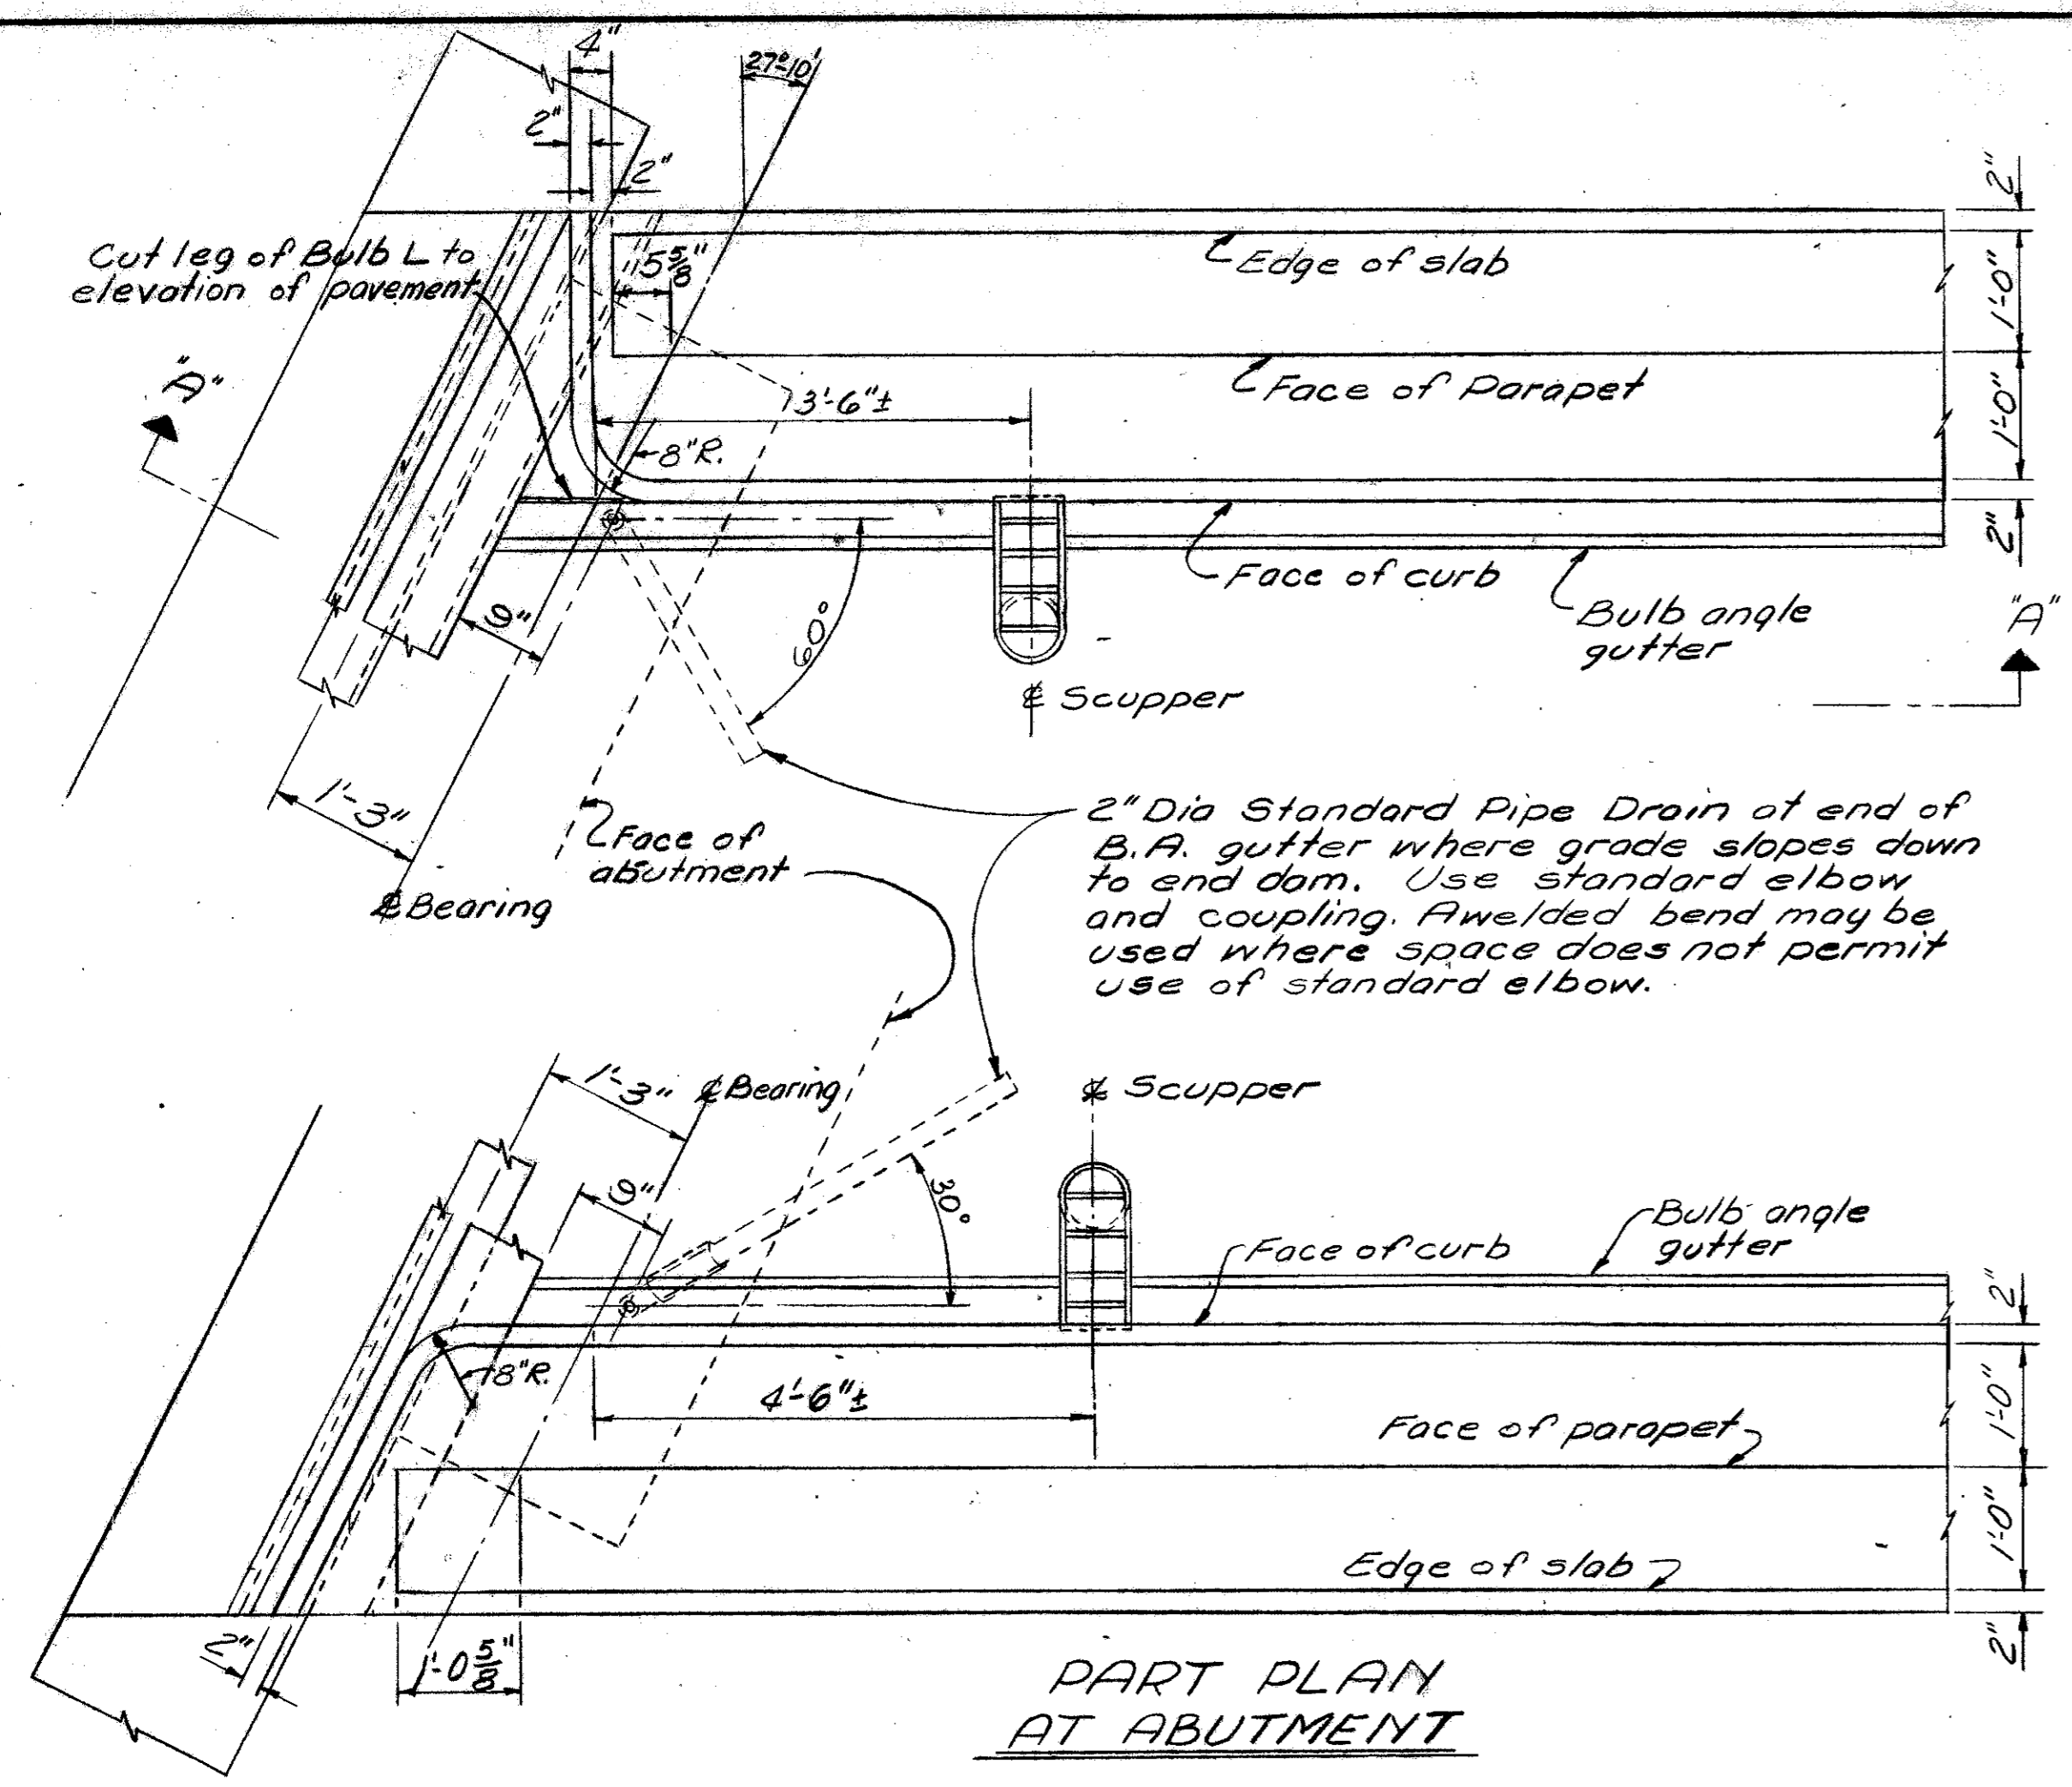 4"
27°10'
2"
2"
2"
Cut leg of Bulb L to
elevation of pavement
5 5/8"
Edge of slab
1'-0"
"A"
Face of Parapet
3'-6"±
1'-0"
8"R.
Face of curb
2"
9"
60°
Bulb angle
gutter
"A"
℄ Scupper
1'-3"
Face of
abutment
2" Dia Standard Pipe Drain at end of
B.A. gutter where grade slopes down
to end dam. Use standard elbow
and coupling. A welded bend may be
used where space does not permit
use of standard elbow.
℄ Bearing
1'-3"
℄ Bearing
℄ Scupper
9"
30°
Bulb angle
gutter
Face of curb
2"
8"R.
4'-6"±
1'-0"
Face of parapet
1'-0"
Edge of slab
2"
1'-0 5/8"
2"
PART PLAN
AT ABUTMENT